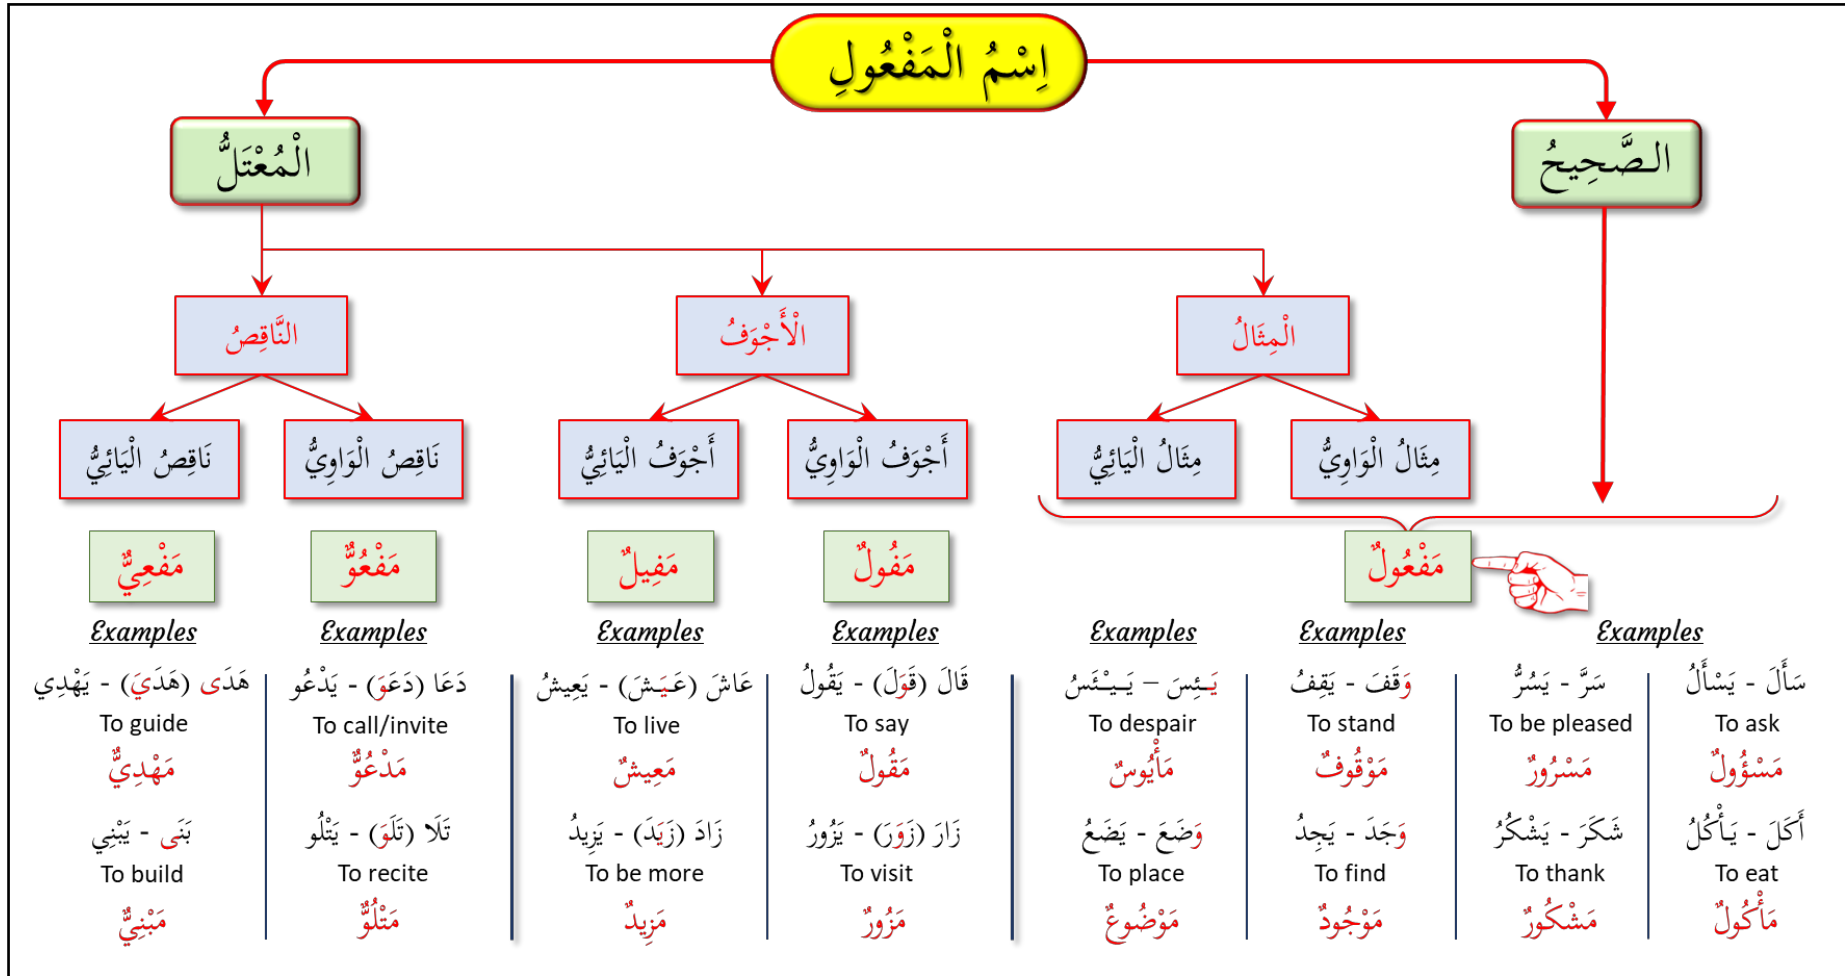 اِسْمُ الْمَفْعُولِ
الصَّحِيحُ
الْمُعْتَلُّ
الْمِثَالُ
الْأَجْوَفُ
النَّاقِصُ
مِثَالُ الْوَاوِيُّ
مِثَالُ الْيَائِيُّ
أَجْوَفُ الْوَاوِيُّ
أَجْوَفُ الْيَائِيُّ
نَاقِصُ الْوَاوِيُّ
نَاقِصُ الْيَائِيُّ
مَفْعُولٌ
مَفُولٌ
مَفِيلٌ
مَفْعُوٌّ
مَفْعِيٌّ
Examples
سَأَلَ - يَسْأَلُ
To ask
مَسْؤُولٌ
أَكَلَ - يَأْكُلُ
To eat
مَأْكُولٌ
سَرَّ - يَسُرُّ
To be pleased
مَسْرُورٌ
شَكَرَ - يَشْكُرُ
To thank
مَشْكُورٌ
Examples
وَقَفَ - يَقِفُ
To stand
مَوْقُوفٌ
وَجَدَ - يَجِدُ
To find
مَوْجُودٌ
Examples
يَئِسَ – يَيْئَسُ
To despair
مَأْيُوسٌ
وَضَعَ - يَضَعُ
To place
مَوْضُوعٌ
Examples
قَالَ (قَوَلَ) - يَقُولُ
To say
مَقُولٌ
زَارَ (زَوَرَ) - يَزُورُ
To visit
مَزُورٌ
Examples
عَاشَ (عَيَشَ) - يَعِيشُ
To live
مَعِيشٌ
زَادَ (زَيَدَ) - يَزِيدُ
To be more
مَزِيدٌ
Examples
دَعَا (دَعَوَ) - يَدْعُو
To call/invite
مَدْعُوٌّ
تَلَا (تَلَوَ) - يَتْلُو
To recite
مَتْلُوٌّ
Examples
هَدَى (هَدَيَ) - يَهْدِي
To guide
مَهْدِيٌّ
بَنَى - يَبْنِي
To build
مَبْنِيٌّ